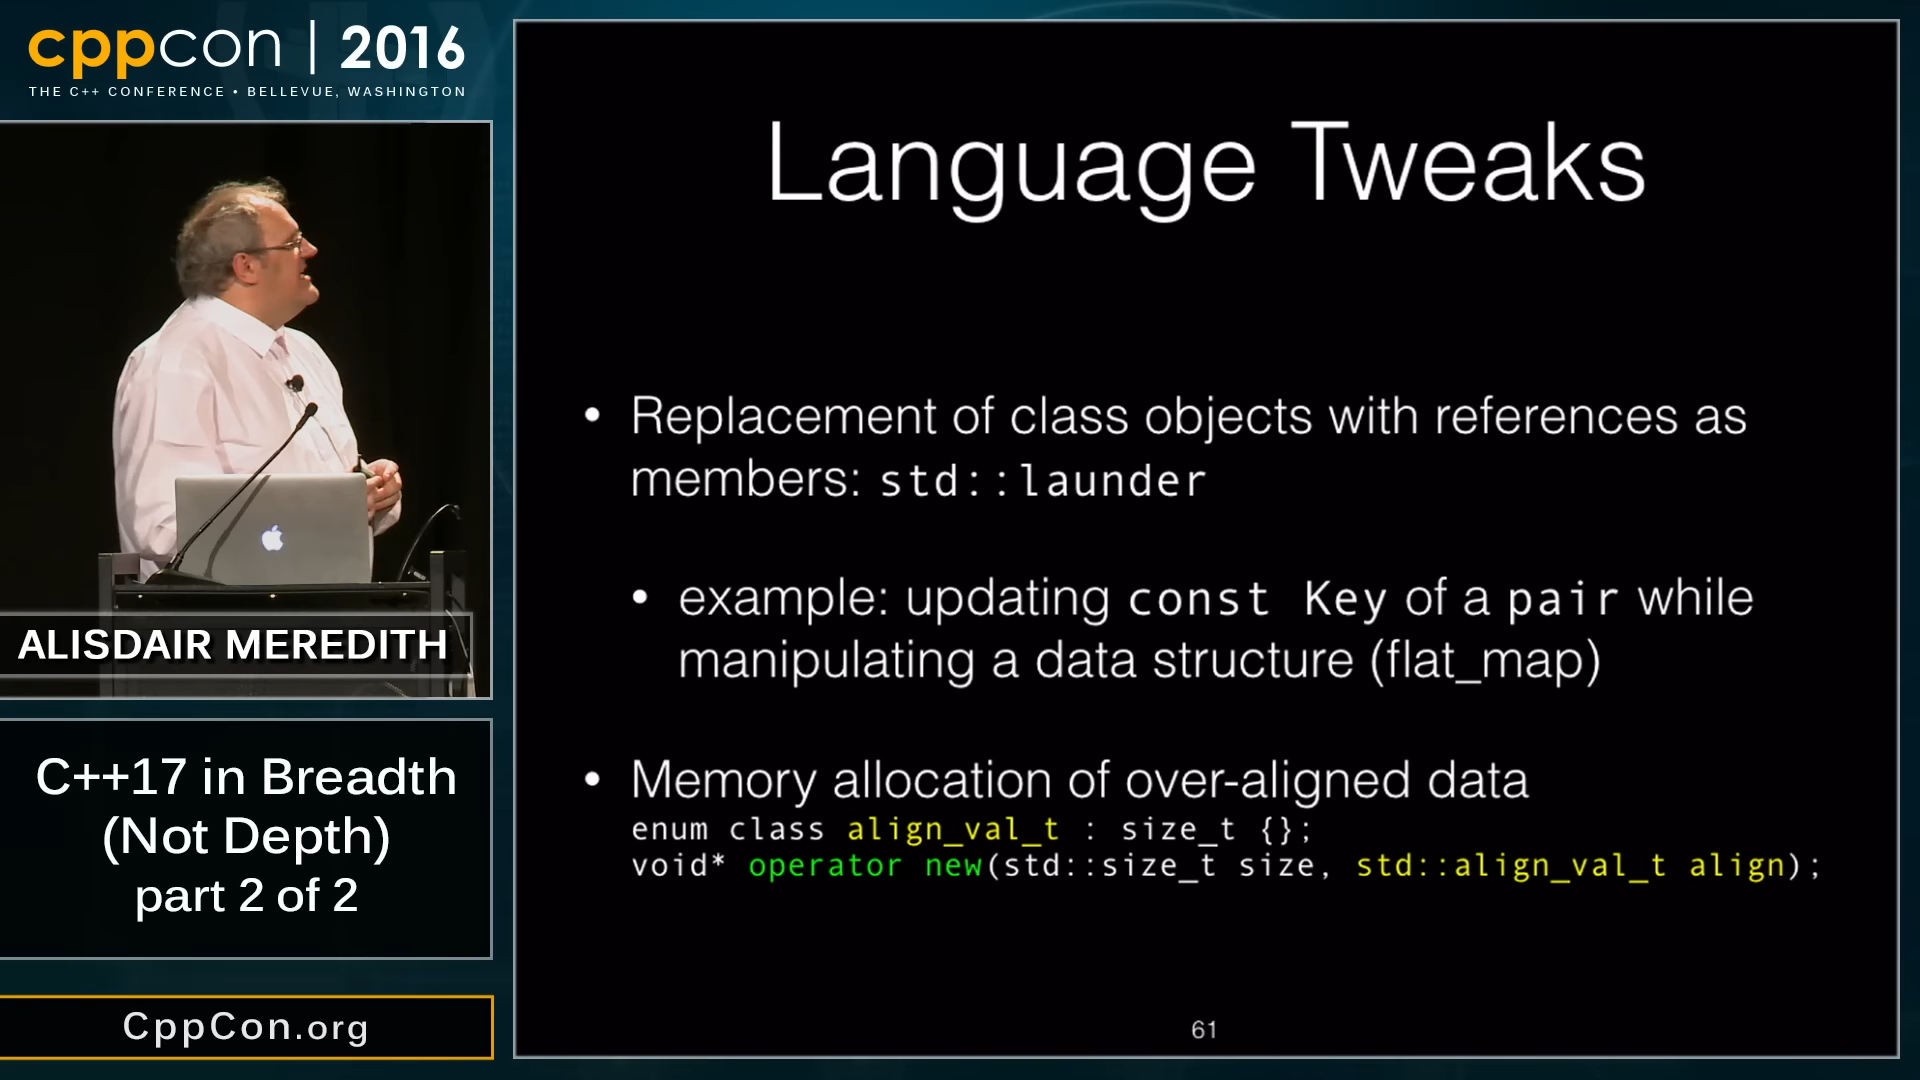 cppcon | 2016
THE C++ CONFERENCE • BELLEVUE, WASHINGTON
ALISDAIR MEREDITH
C++17 in Breadth
(Not Depth)
part 2 of 2
CppCon.org
Language Tweaks
• Replacement of class objects with references as
members: std::launder
• example: updating const Key of a pair while
manipulating a data structure (flat_map)
• Memory allocation of over-aligned data
enum class align_val_t : size_t {};
void* operator new(std::size_t size, std::align_val_t align);
61